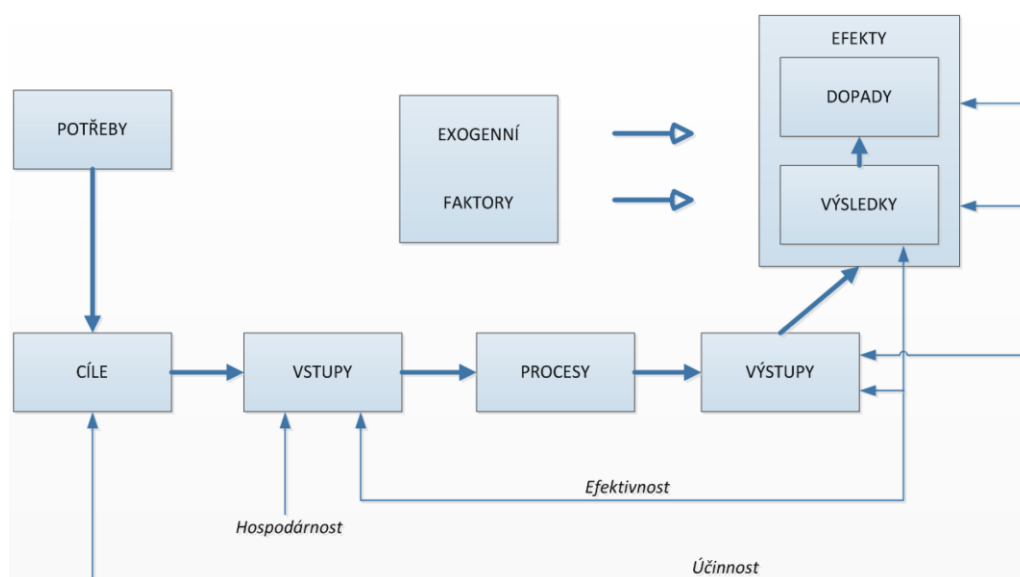 EFEKTY
DOPADY
POTŘEBY
EXOGENNÍ
FAKTORY
VÝSLEDKY
CÍLE
VSTUPY
PROCESY
VÝSTUPY
Efektivnost
Hospodárnost
Účinnost